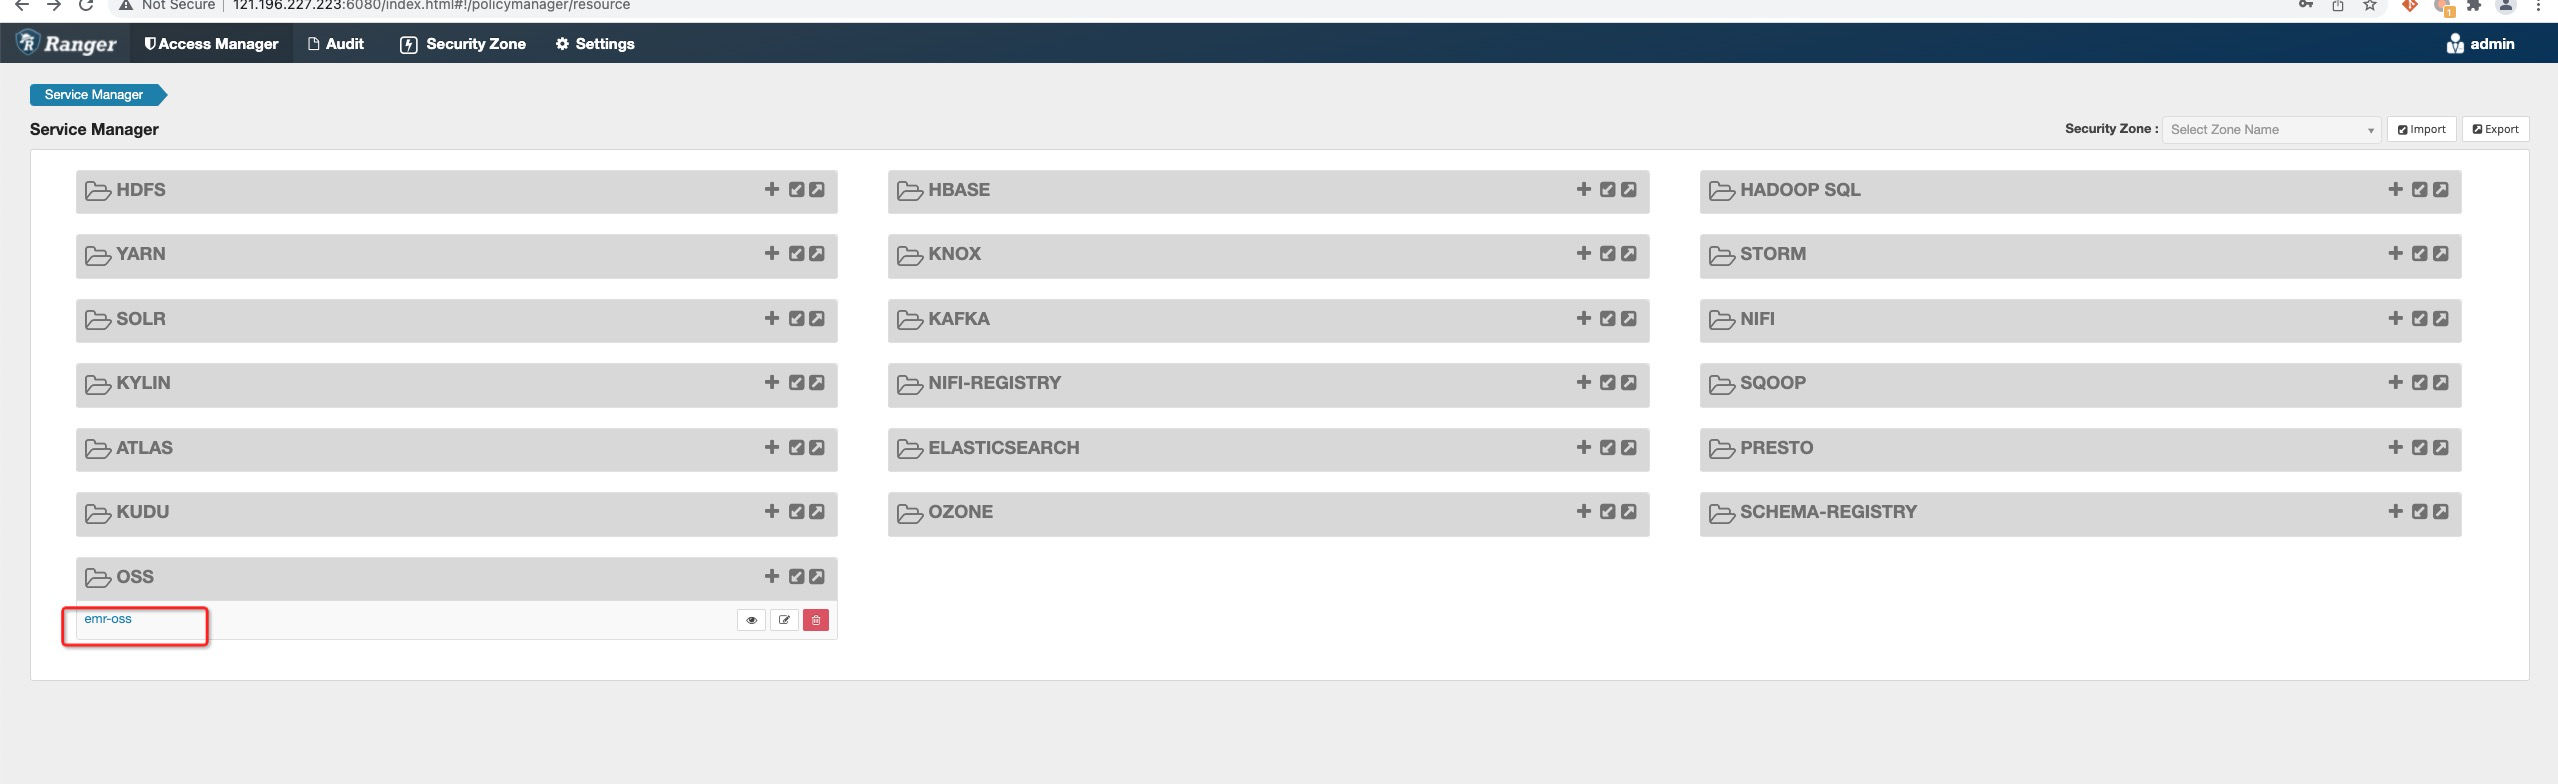 Not Secure | 121.196.227.223:6080/index.html#!/policymanager/resource
1
Ranger Access Manager Audit Security Zone Settings admin
Service Manager
Service Manager Security Zone : Select Zone Name Import Export
HDFS HBASE HADOOP SQL
YARN KNOX STORM
SOLR KAFKA NIFI
KYLIN NIFI-REGISTRY SQOOP
ATLAS ELASTICSEARCH PRESTO
KUDU OZONE SCHEMA-REGISTRY
OSS
emr-oss